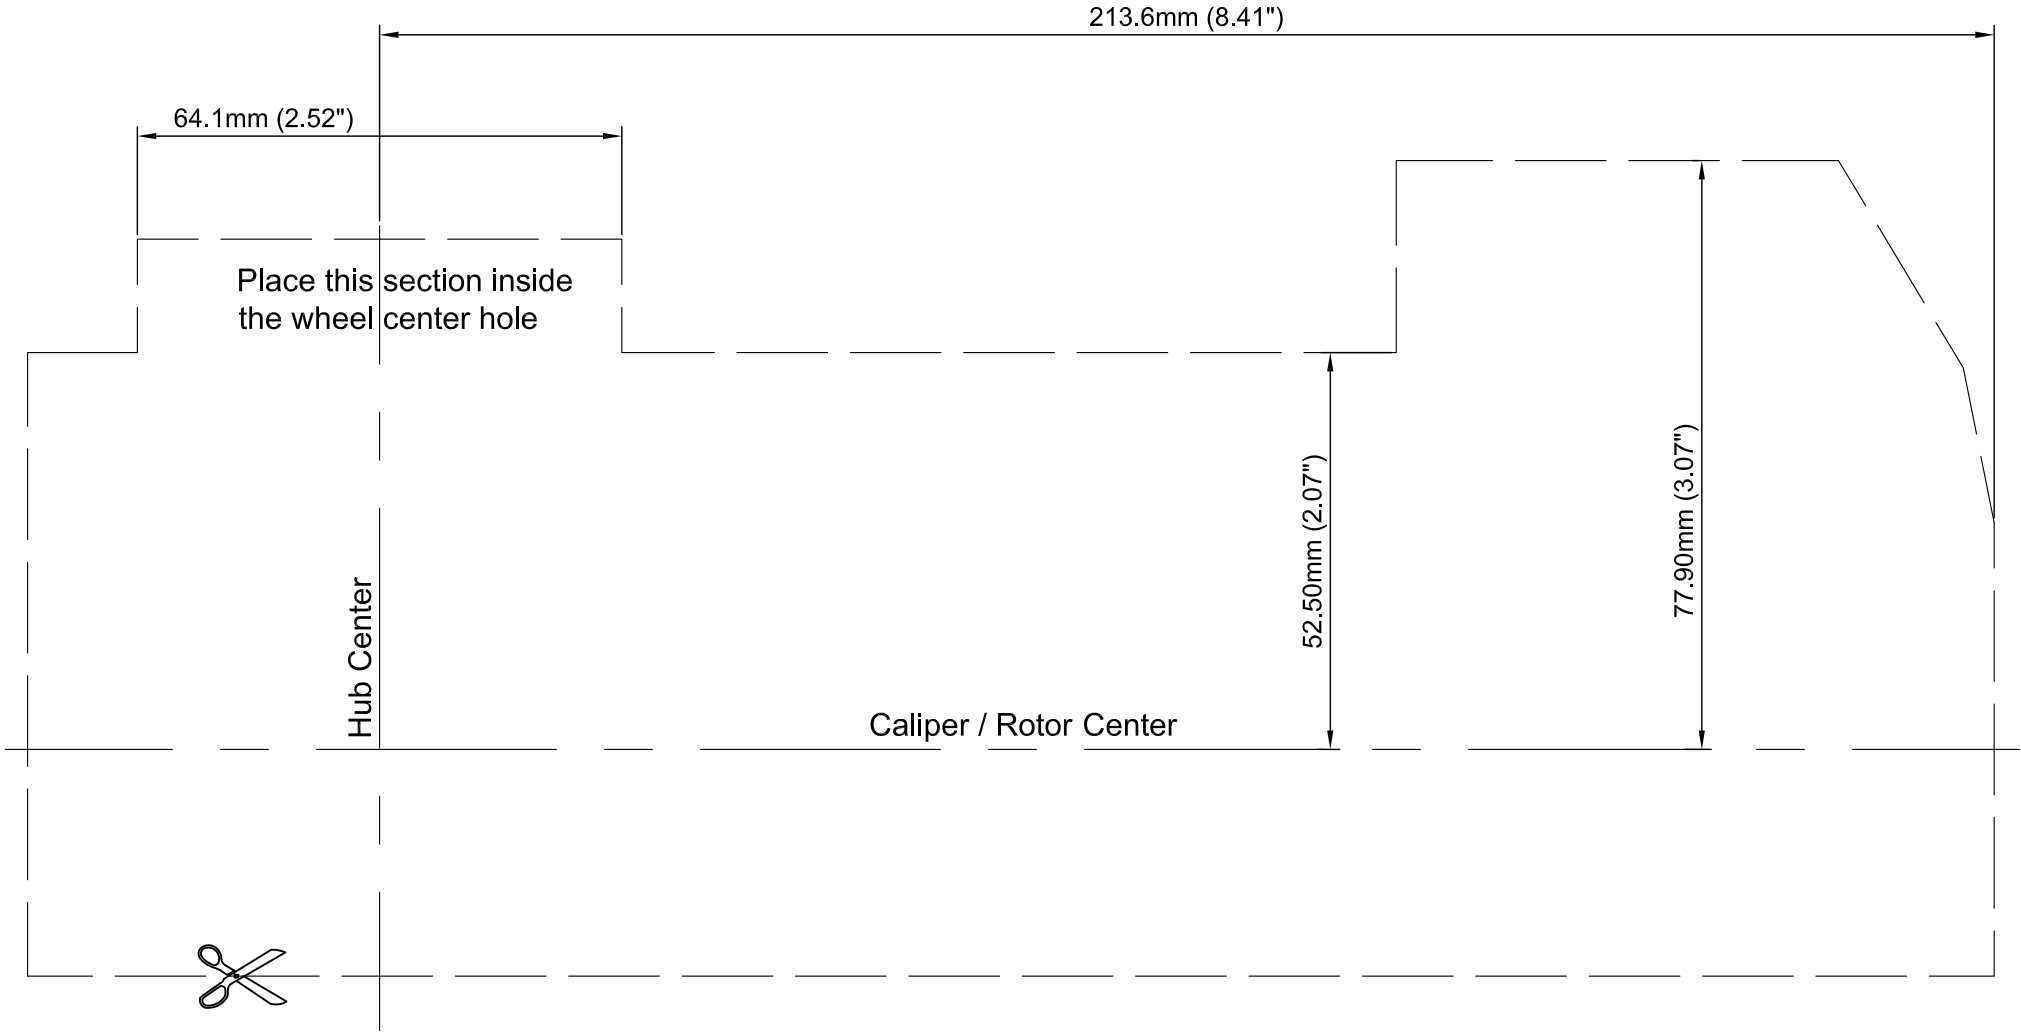 213.6mm (8.41")
64.1mm (2.52")
Place this section inside
the wheel center hole
52.50mm (2.07")
77.90mm (3.07")
Hub Center
Caliper / Rotor Center